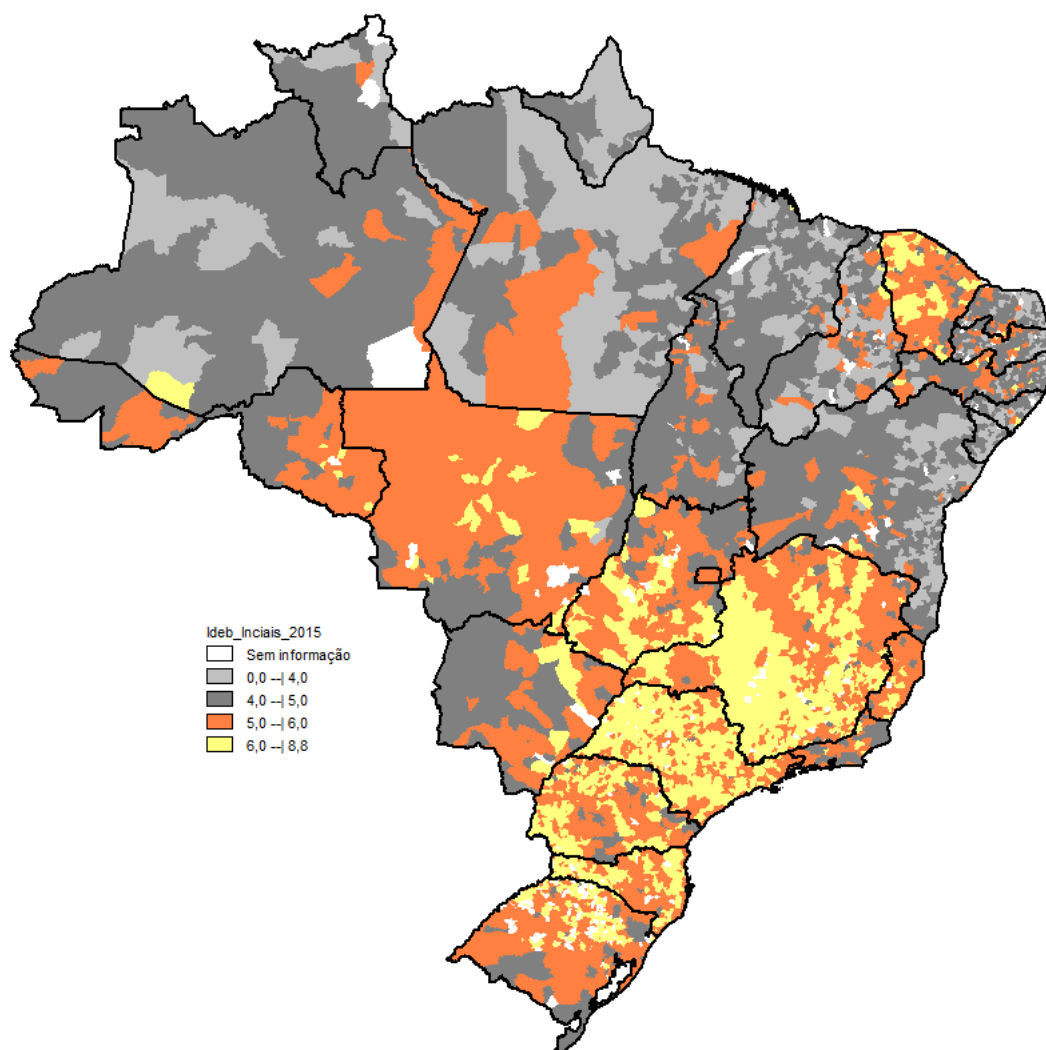 Ideb_Inciais_2015
Sem informação
0,0 --| 4,0
4,0 --| 5,0
5,0 --| 6,0
6,0 --| 8,8